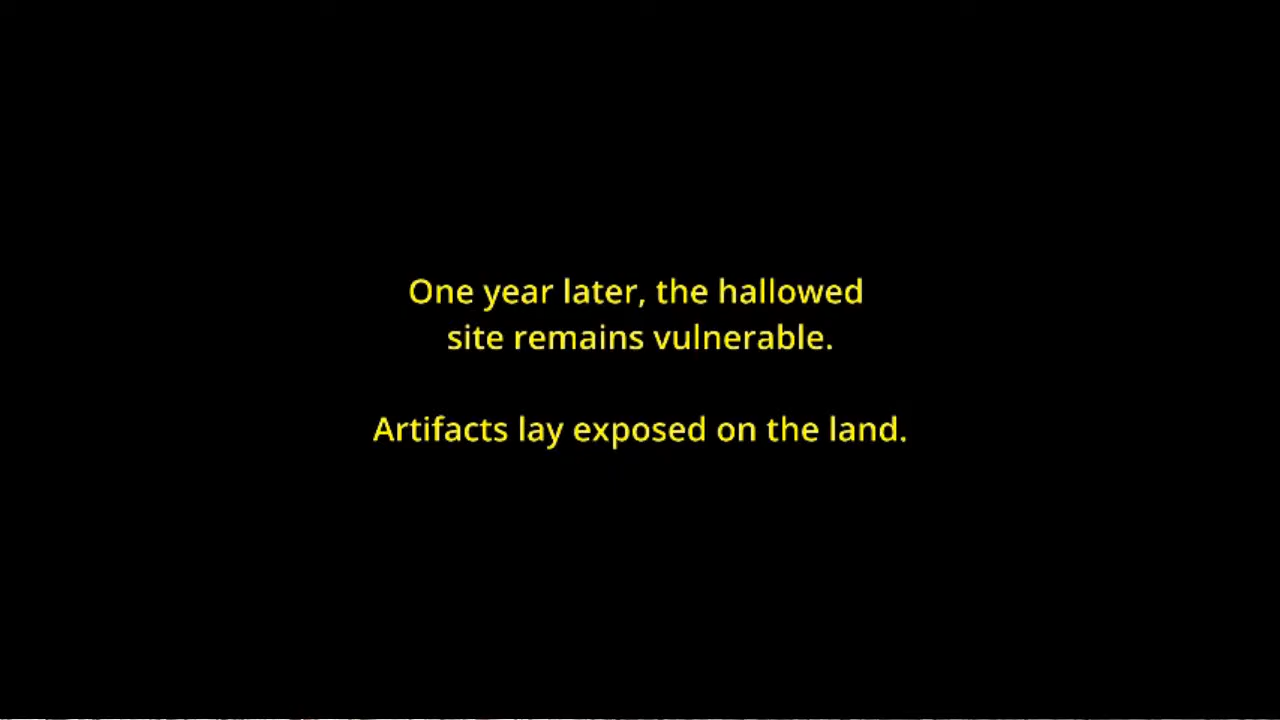 One year later, the hallowed
site remains vulnerable.
Artifacts lay exposed on the land.